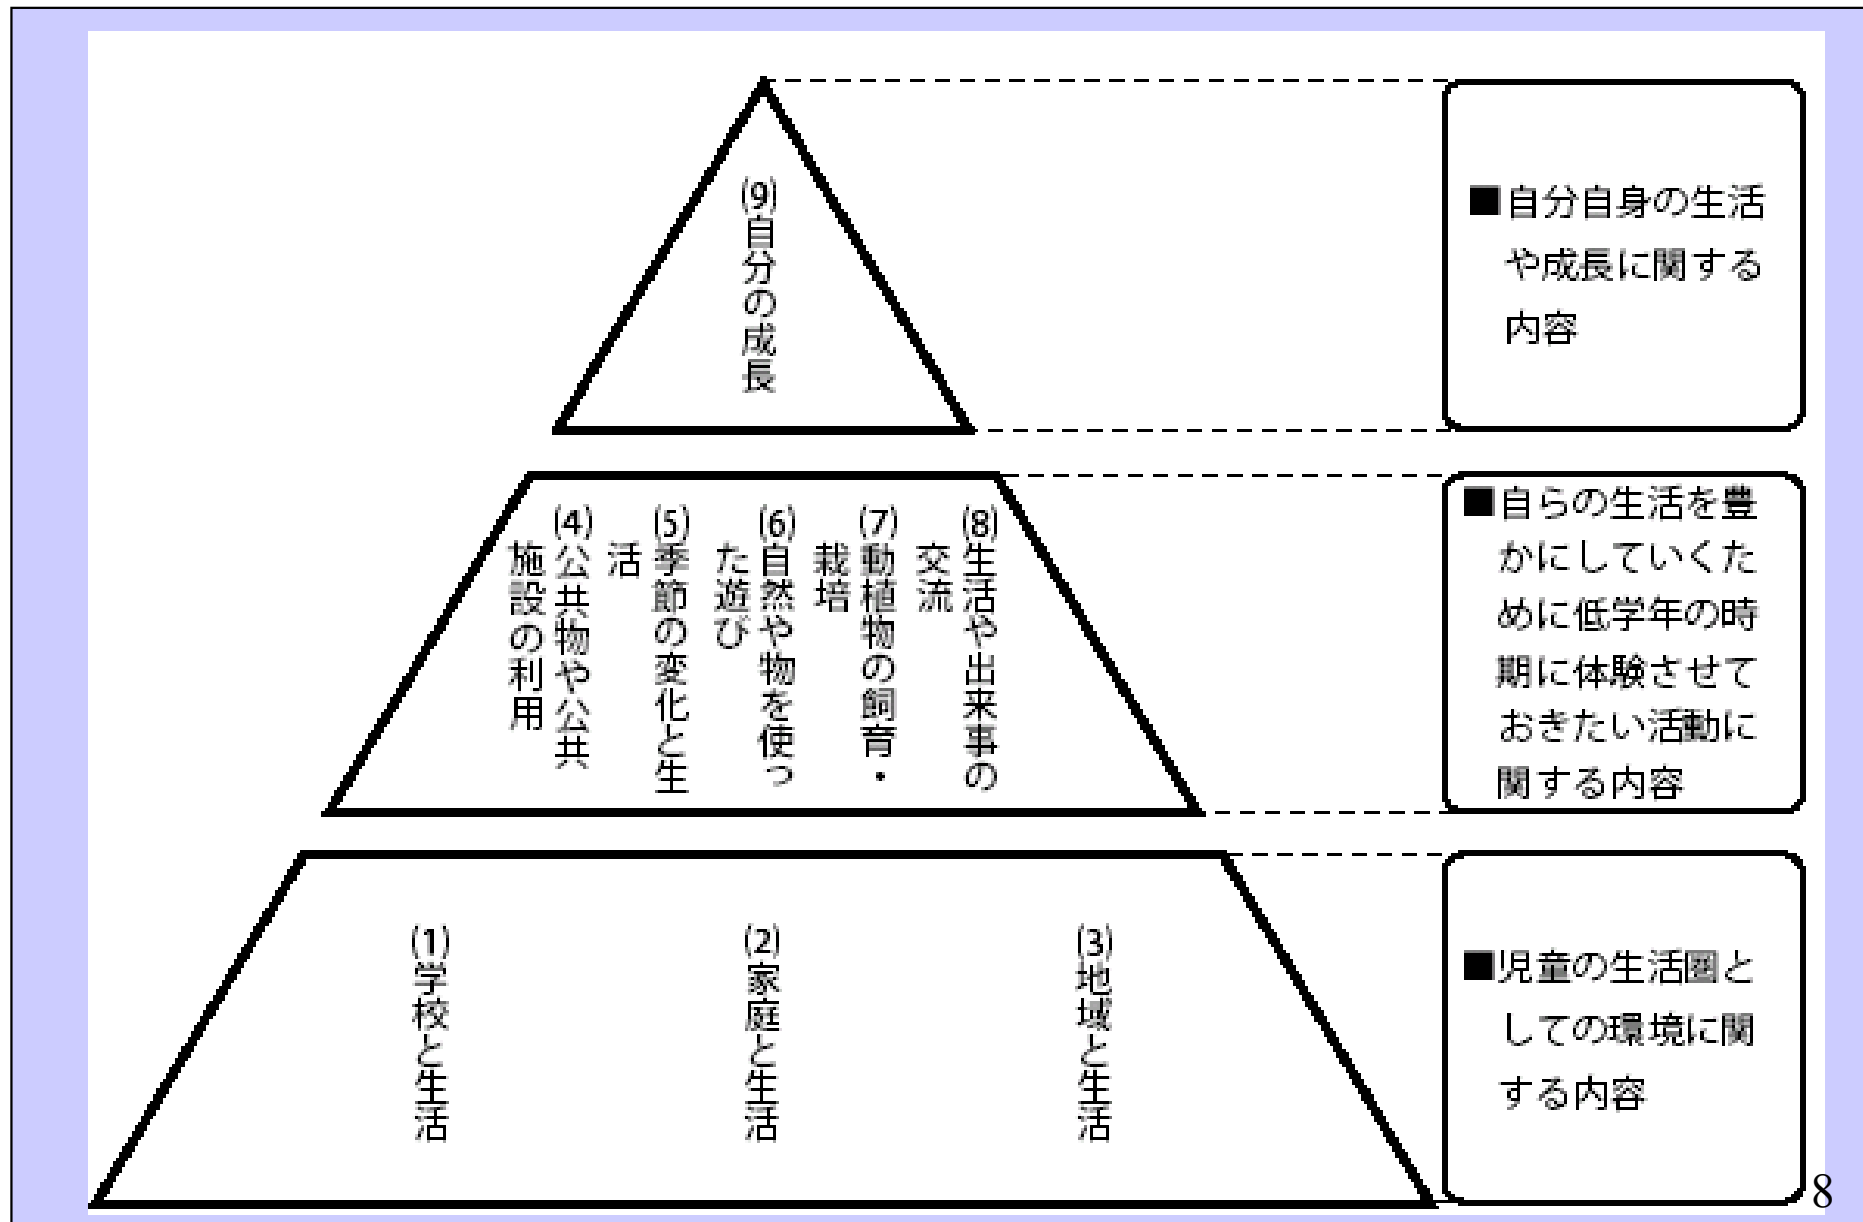 (9)自分の成長
■自分自身の生活
や成長に関する
内容
(4)公共物や公共
施設の利用
(5)季節の変化と生
活
(6)自然や物を使っ
た遊び
(7)動植物の飼育・
栽培
(8)生活や出来事の
交流
■自らの生活を豊
かにしていくた
めに低学年の時
期に体験させて
おきたい活動に
関する内容
(1)学校と生活
(2)家庭と生活
(3)地域と生活
■児童の生活圏と
しての環境に関
する内容
8